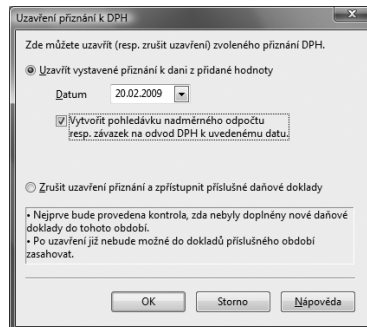 Uzavření přiznání k DPH
Zde můžete uzavřít (resp. zrušit uzavření) zvoleného přiznání DPH.
Uzavřít vystavené přiznání k dani z přidané hodnoty
Datum 20.02.2009
Vytvořit pohledávku nadměrného odpočtu
resp. závazek na odvod DPH k uvedenému datu.
Zrušit uzavření přiznání a zpřístupnit příslušné daňové doklady
• Nejprve bude provedena kontrola, zda nebyly doplněny nové daňové
doklady do tohoto období.
• Po uzavření již nebude možné do dokladů příslušného období
zasahovat.
OK Storno Nápověda